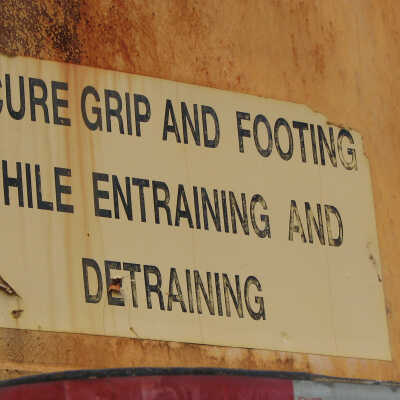 CURE GRIP AND FOOTING
HILE ENTRAINING AND
DETRAINING